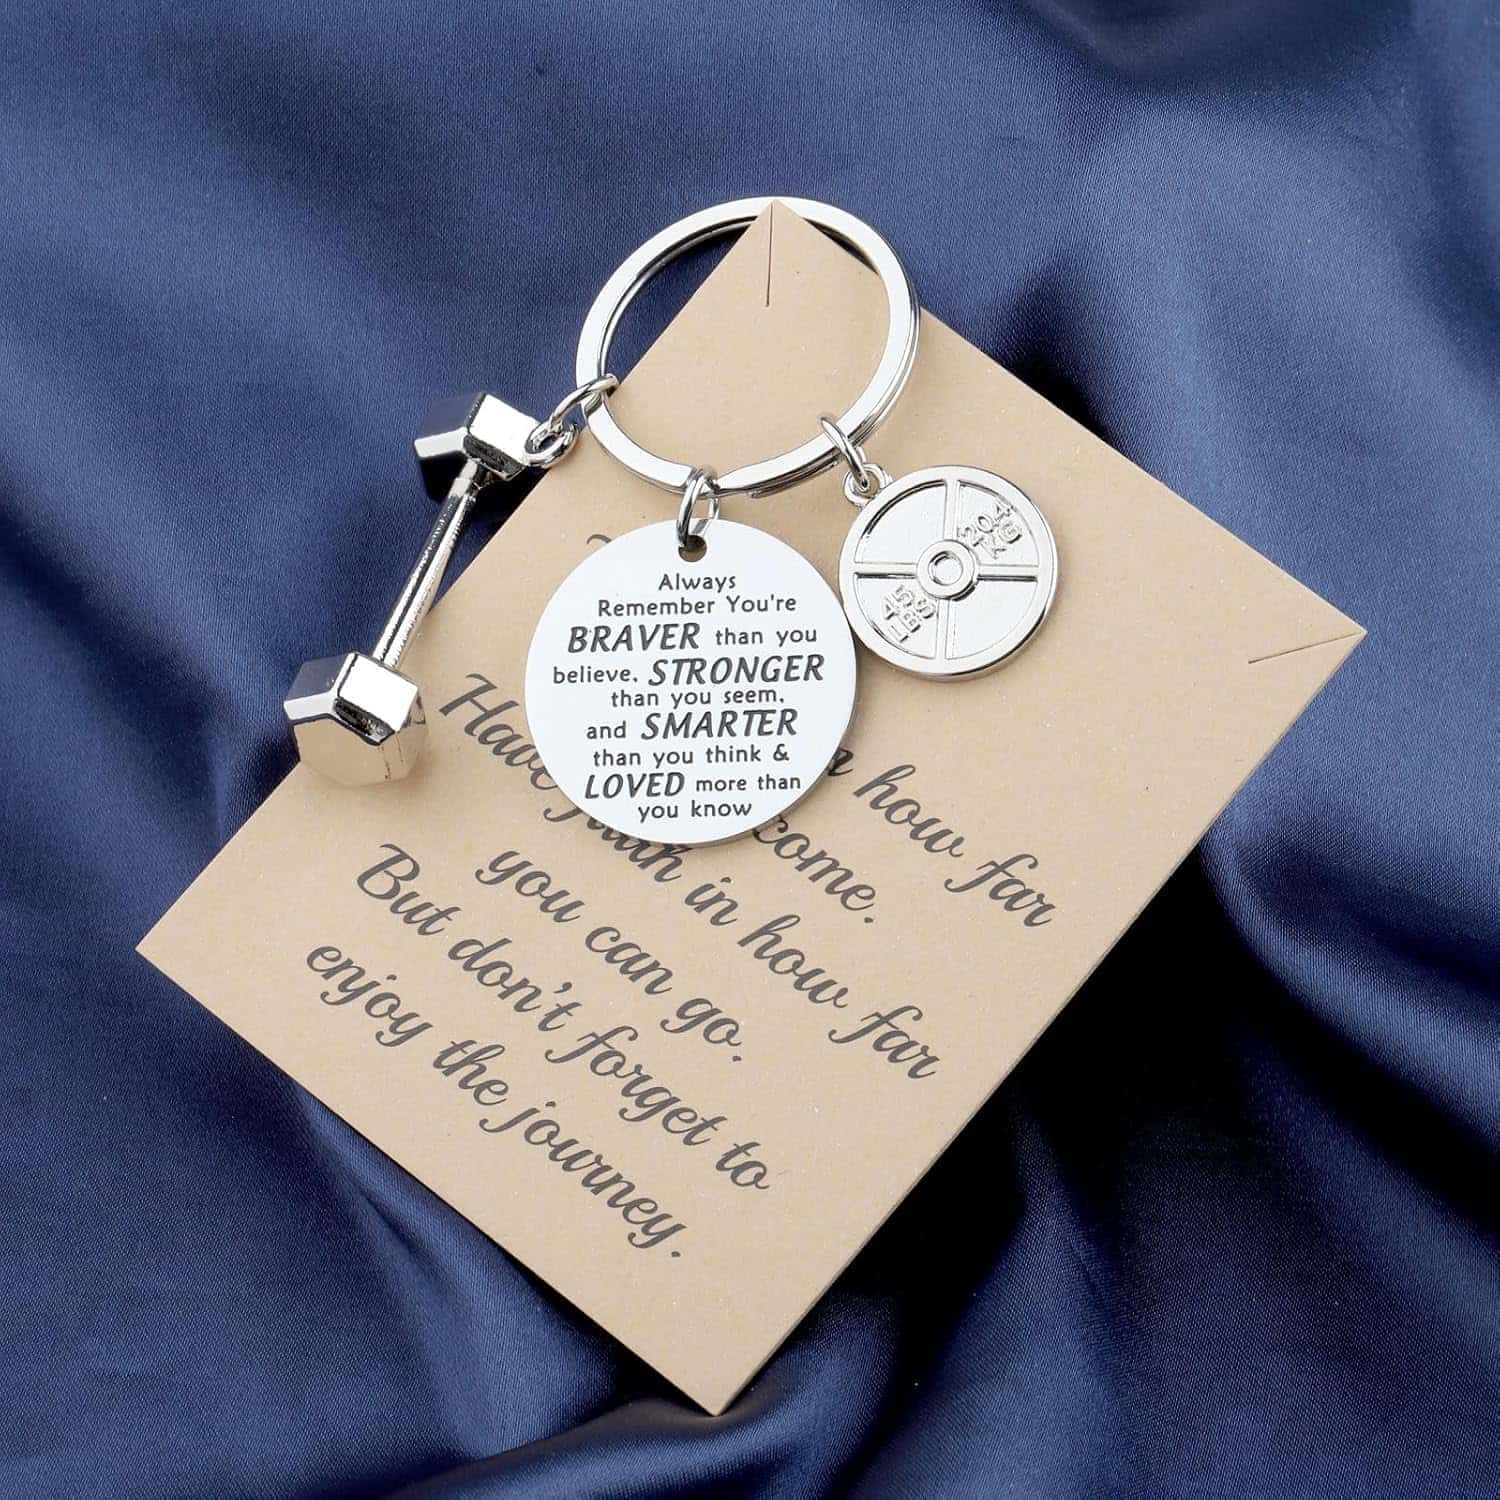 Always
Remember You're
BRAVER than you
believe, STRONGER
than you seem,
and SMARTER
than you think &
LOVED more than
you know
204
KG
45
LBS
how far
come.
Have faith in how far
you can go.
But don't forget to
enjoy the journey.